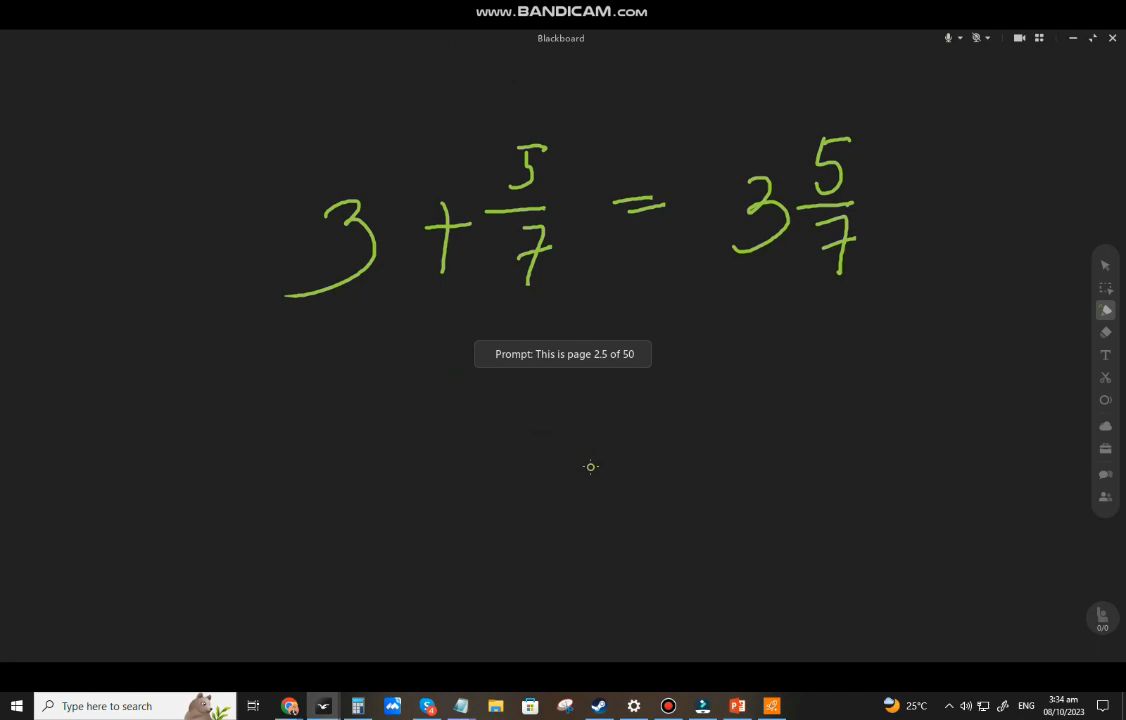 www.BANDICAM.com
Blackboard
3 + 5/7 = 3 5/7
Prompt: This is page 2.5 of 50
0/0
Type here to search
25°C
ENG
3:34 am
08/10/2023